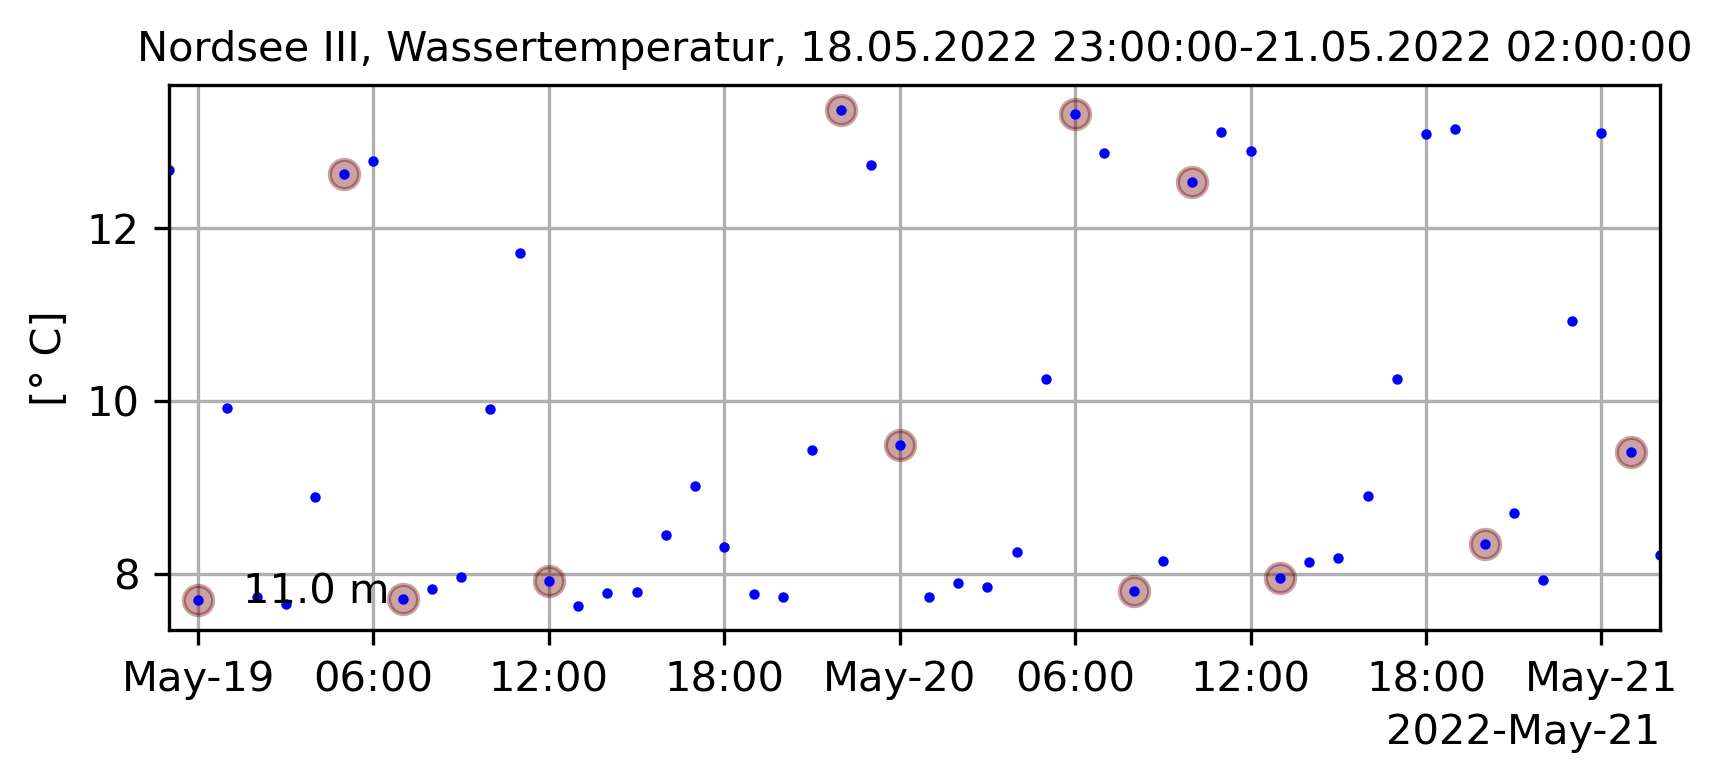 Nordsee III, Wassertemperatur, 18.05.2022 23:00:00-21.05.2022 02:00:00
12
[° C]
10
8
11.0 m
May-19 06:00 12:00 18:00 May-20 06:00 12:00 18:00 May-21
2022-May-21